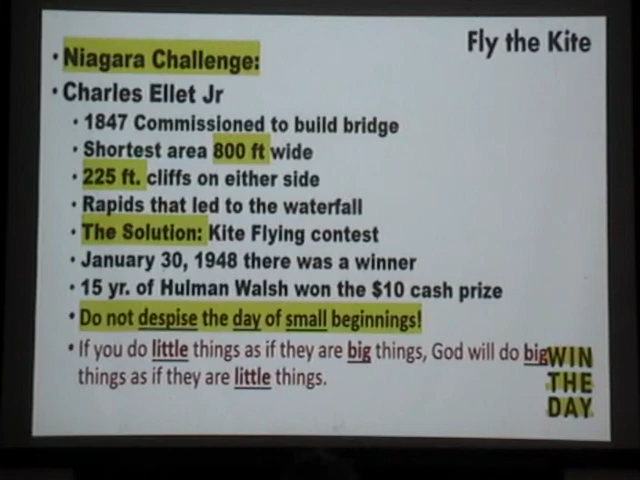 Fly the Kite
• Niagara Challenge:
• Charles Ellet Jr
• 1847 Commissioned to build bridge
• Shortest area 800 ft wide
• 225 ft. cliffs on either side
• Rapids that led to the waterfall
• The Solution: Kite Flying contest
• January 30, 1948 there was a winner
• 15 yr. of Hulman Walsh won the $10 cash prize
• Do not despise the day of small beginnings!
• If you do little things as if they are big things, God will do big
things as if they are little things.
WIN
THE
DAY